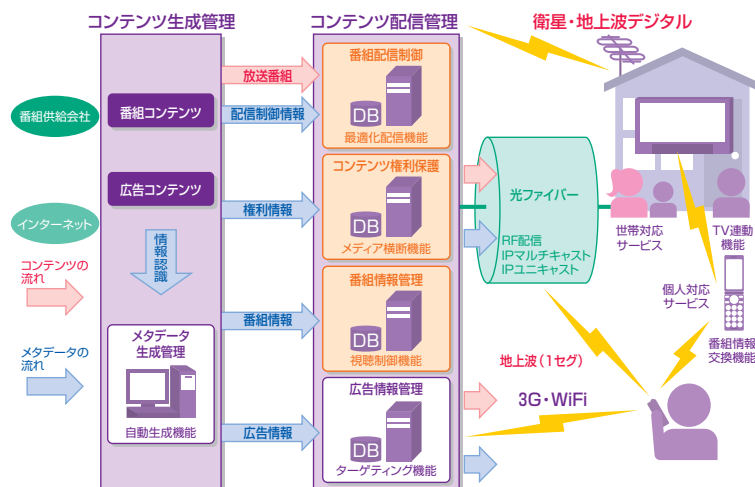 コンテンツ生成管理
コンテンツ配信管理
衛星・地上波デジタル
番組供給会社
インターネット
コンテンツの
流れ
メタデータの
流れ
番組コンテンツ
広告コンテンツ
情報認識
メタデータ
生成管理
自動生成機能
放送番組
配信制御情報
権利情報
番組情報
広告情報
番組配信制御
DB
最適化配信機能
コンテンツ権利保護
DB
メディア横断機能
番組情報管理
DB
視聴制御機能
広告情報管理
DB
ターゲティング機能
光ファイバー
RF配信
IPマルチキャスト
IPユニキャスト
世帯対応
サービス
TV連動
機能
個人対応
サービス
番組情報
交換機能
地上波（1セグ）
3G・WiFi